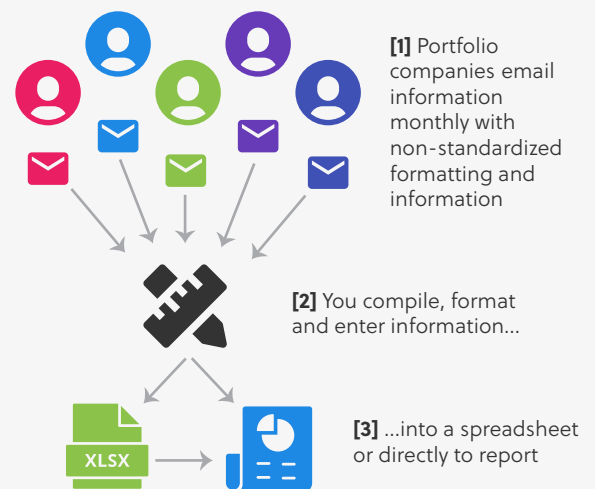 [1] Portfolio
companies email
information
monthly with
non-standardized
formatting and
information
[2] You compile, format
and enter information...
[3] ...into a spreadsheet
or directly to report
XLSX